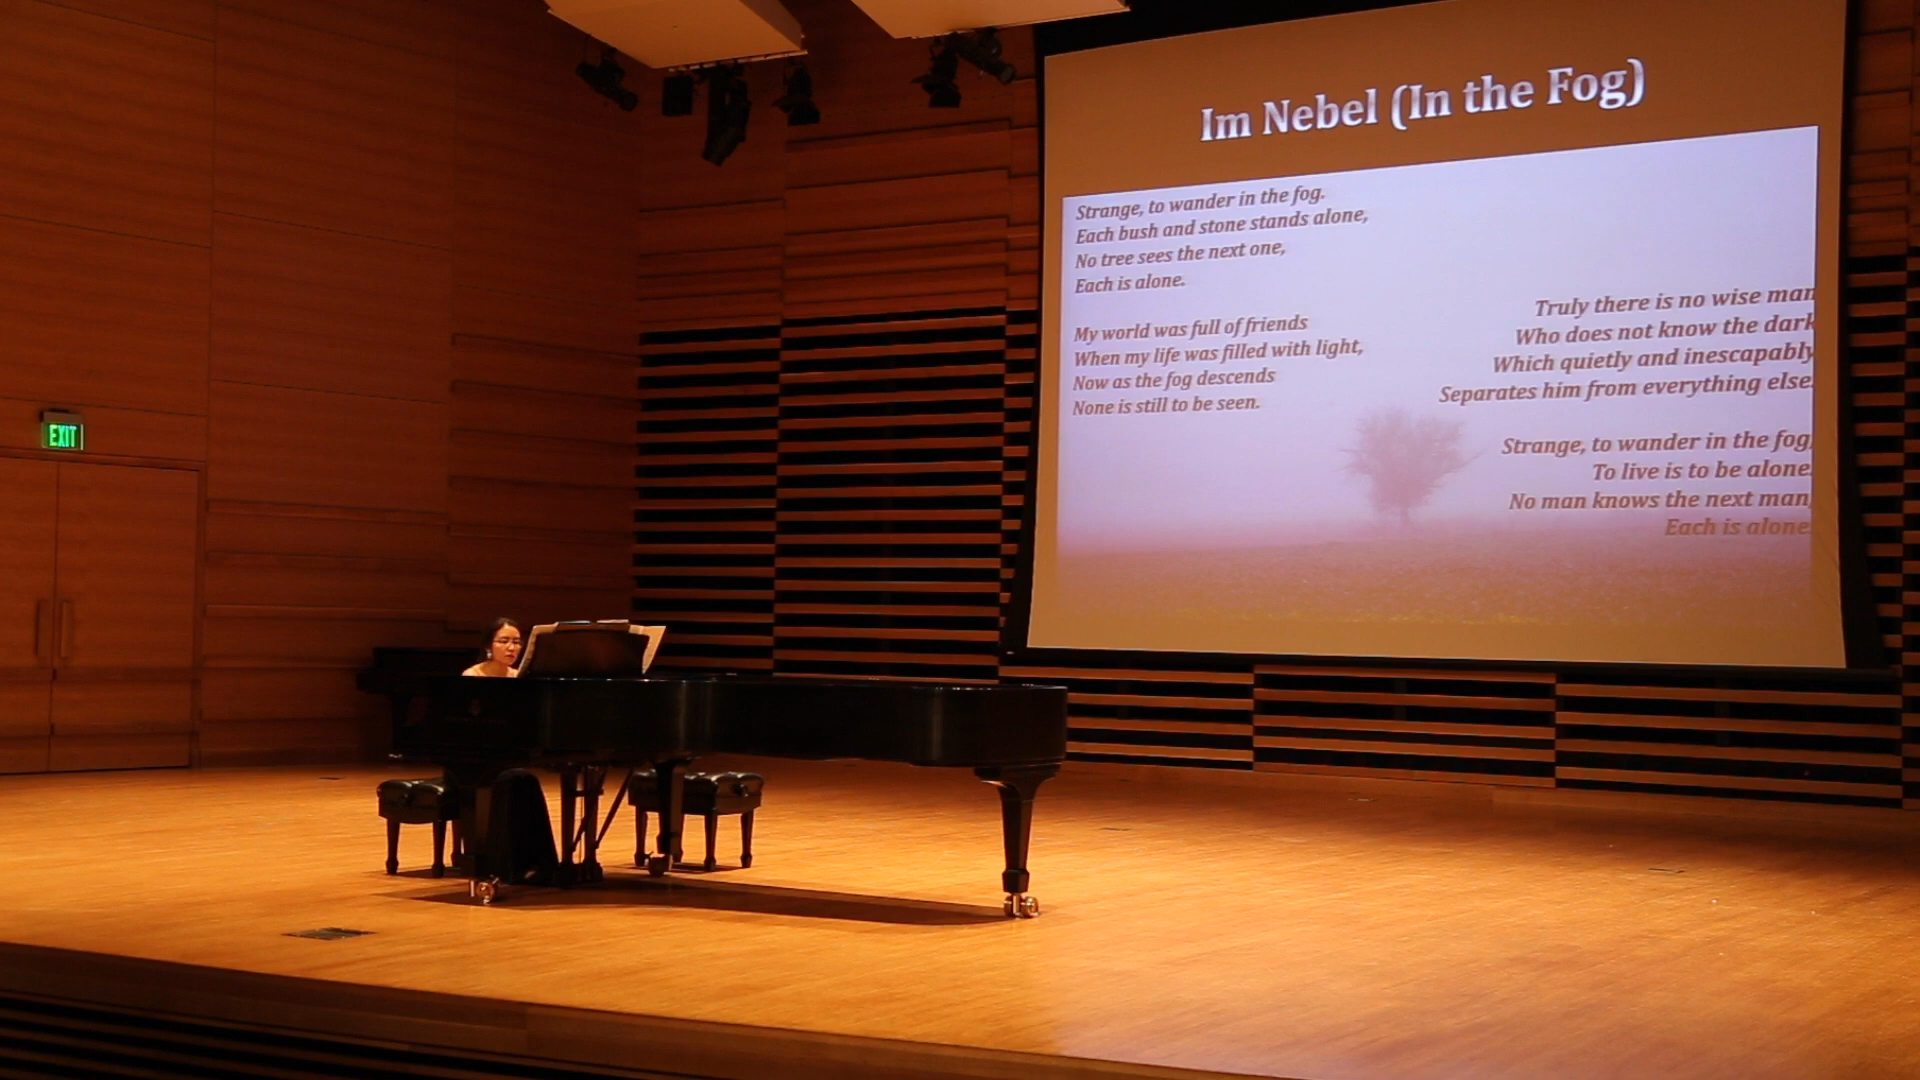 Im Nebel (In the Fog)
Strange, to wander in the fog.
Each bush and stone stands alone,
No tree sees the next one,
Each is alone.
My world was full of friends
When my life was filled with light,
Now as the fog descends
None is still to be seen.
Truly there is no wise man
Who does not know the dark
Which quietly and inescapably
Separates him from everything else.
Strange, to wander in the fog,
To live is to be alone.
No man knows the next man,
Each is alone.
EXIT